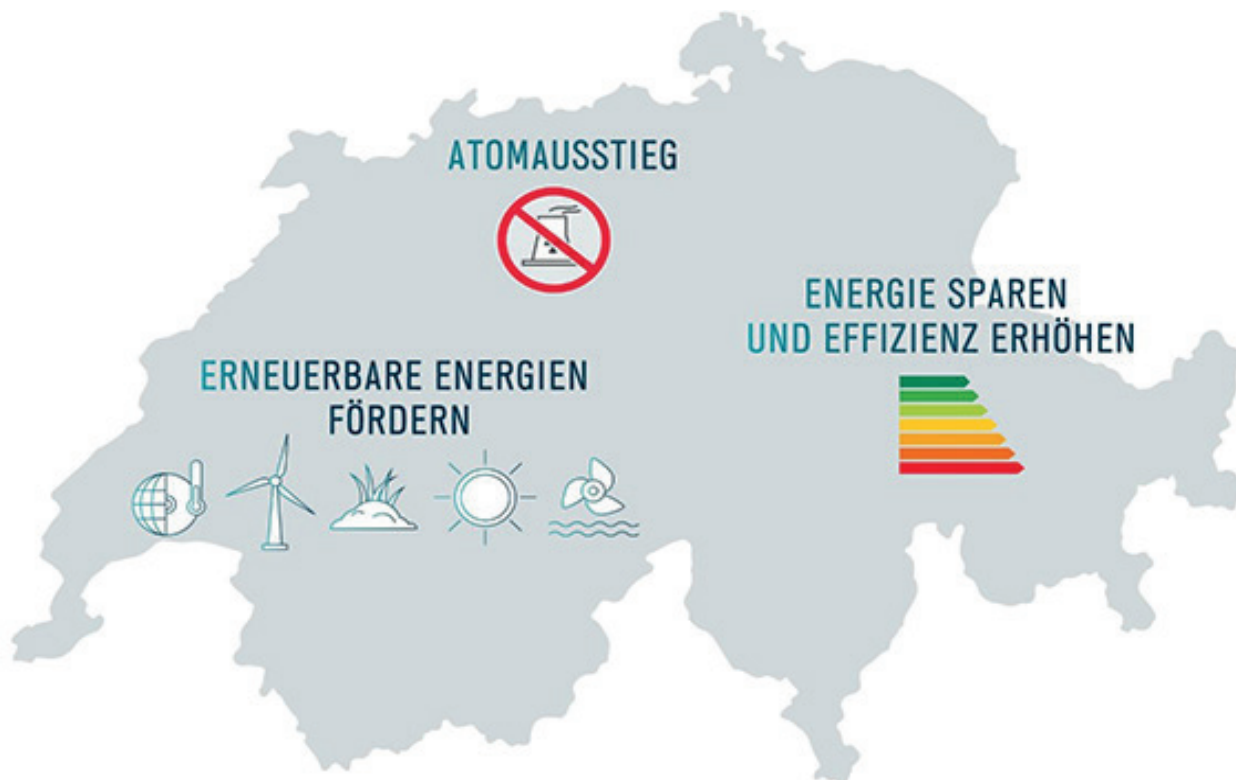 ATOMAUSSTIEG
ENERGIE SPAREN
UND EFFIZIENZ ERHÖHEN
ERNEUERBARE ENERGIEN
FÖRDERN